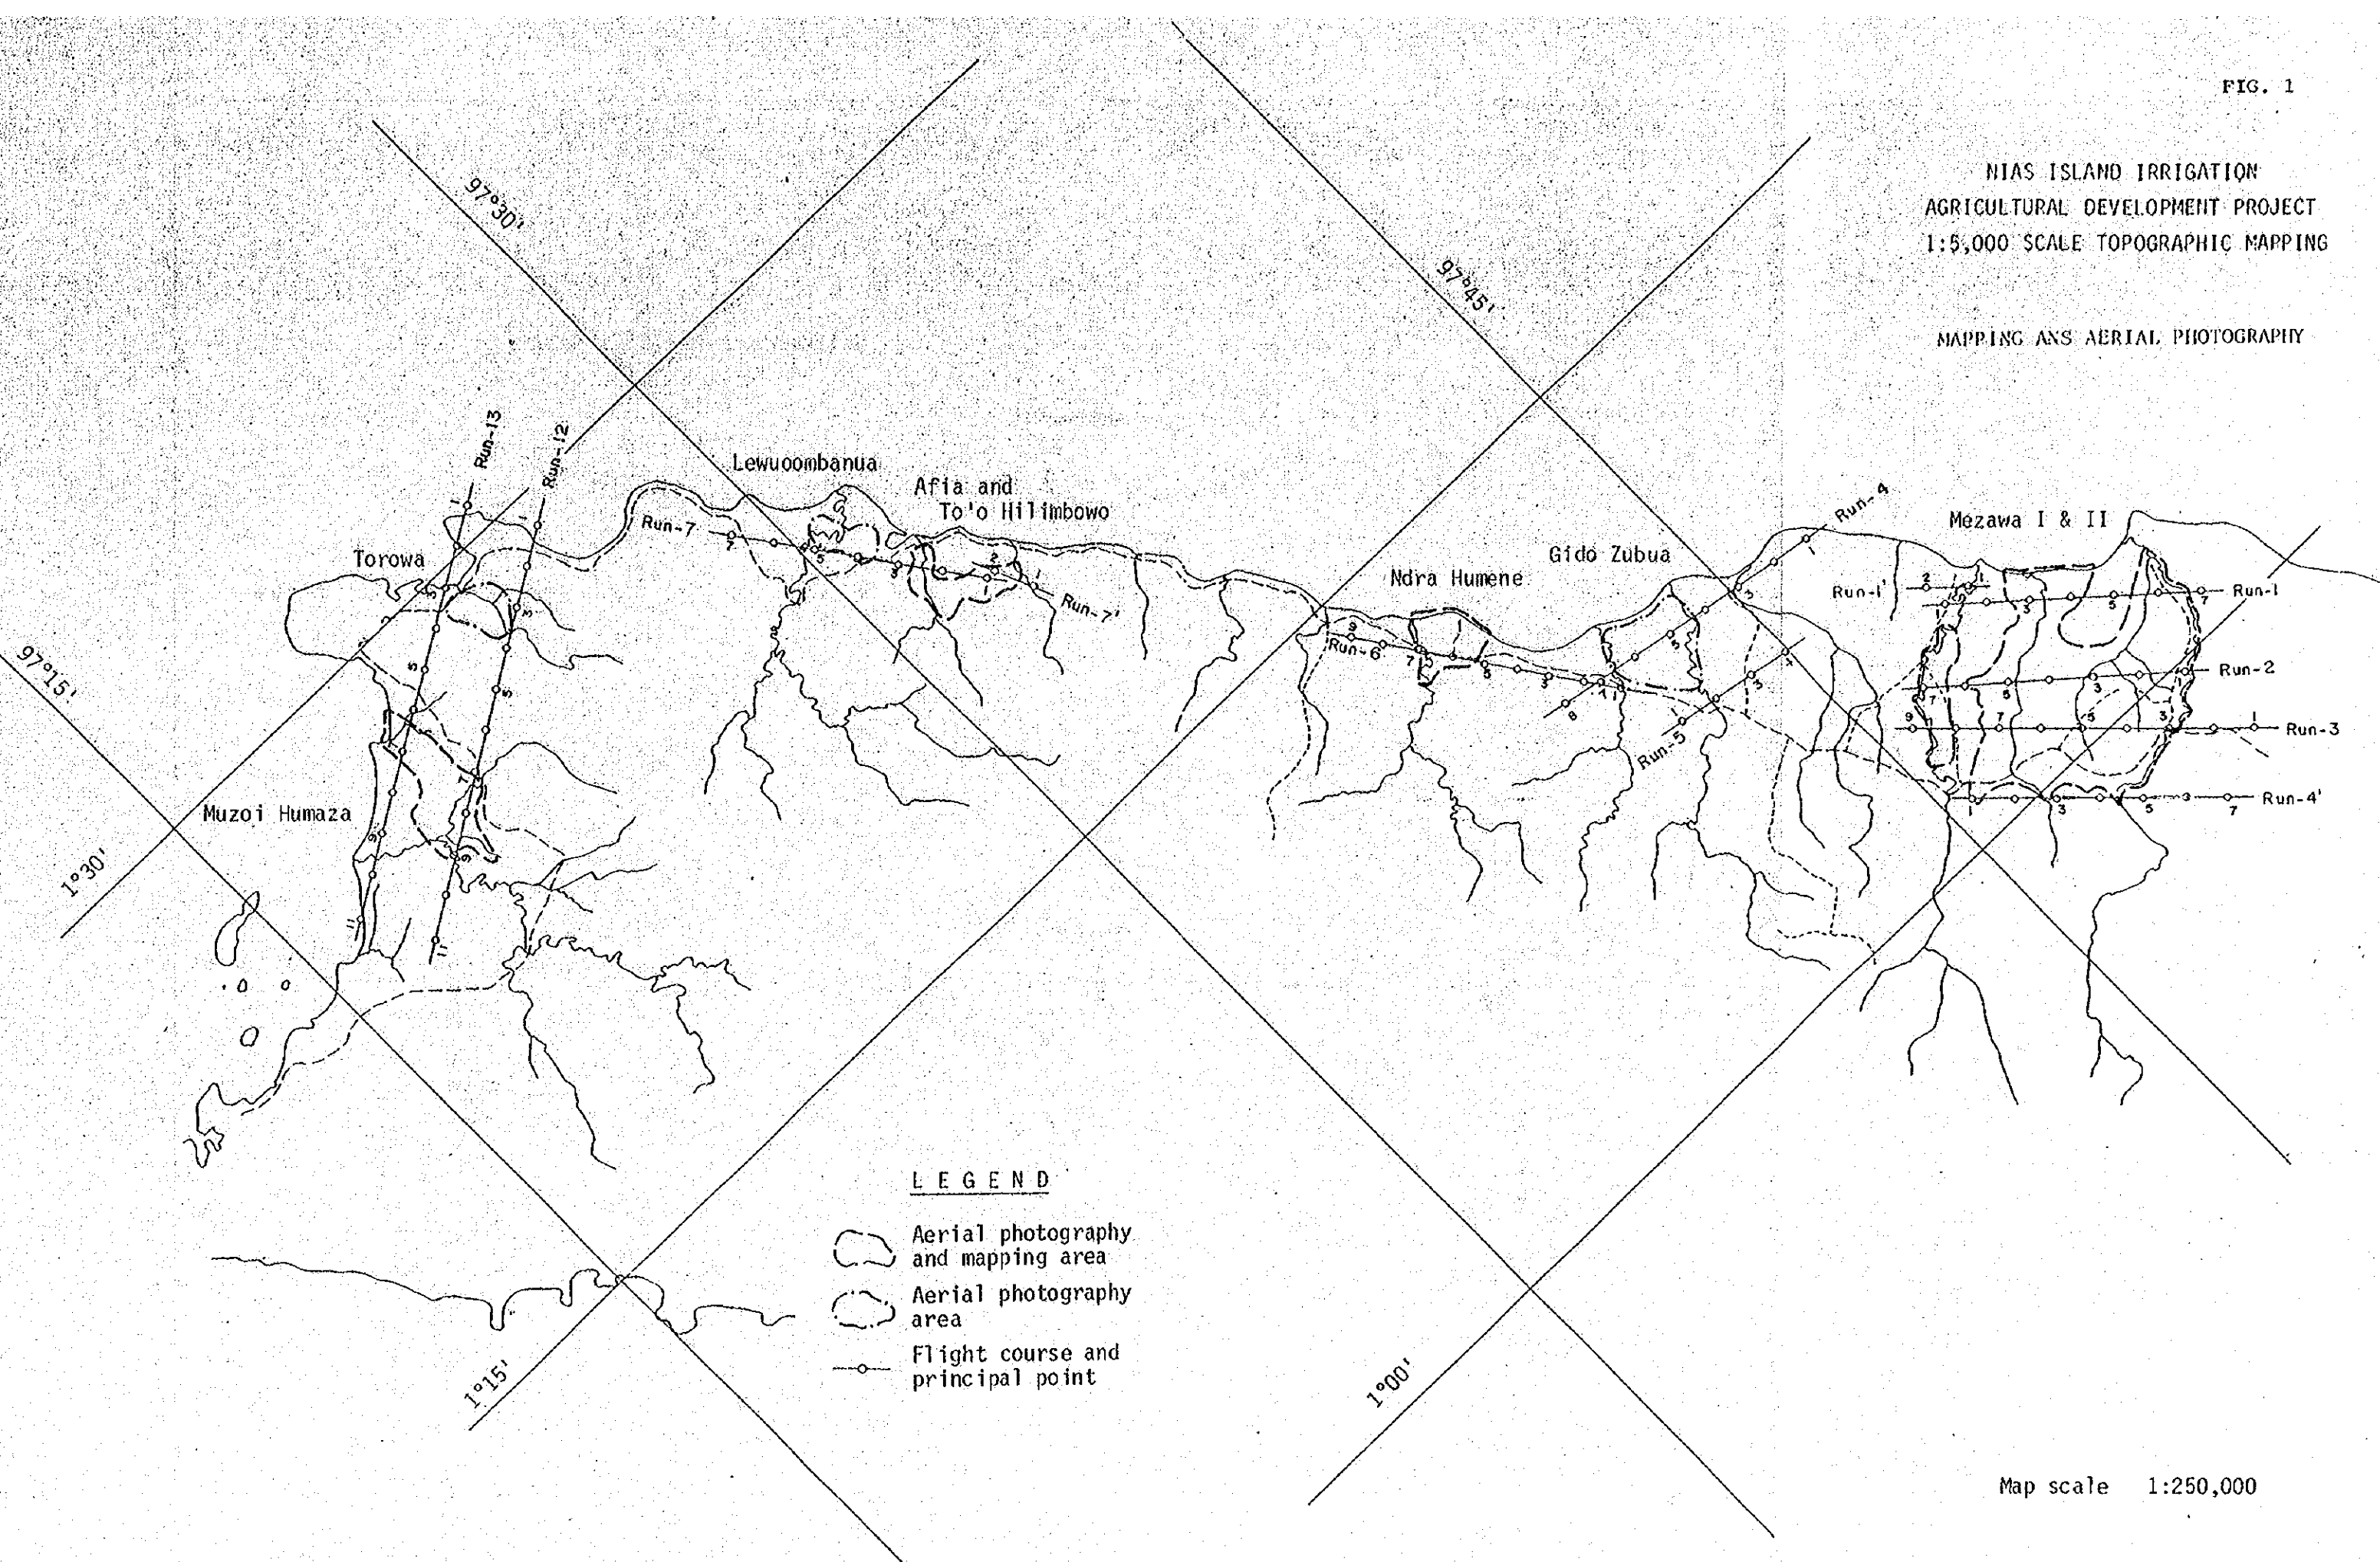 FIG. 1
NIAS ISLAND IRRIGATION
AGRICULTURAL DEVELOPMENT PROJECT
1:5,000 SCALE TOPOGRAPHIC MAPPING
MAPPING ANS AERIAL PHOTOGRAPHY
97°30'
97°45'
97°15'
Run-13
Run-12
Lewuoombanua
Afia and
To'o Hilimbowo
Run-7
Run-7'
Torowa
Muzoi Humaza
Ndra Humene
Gido Zubua
Mezawa I & II
Run-4
Run-1'
Run-1
Run-6
Run-2
Run-5
Run-3
Run-4'
1°30'
1°15'
1°00'
LEGEND
Aerial photography
and mapping area
Aerial photography
area
Flight course and
principal point
Map scale 1:250,000